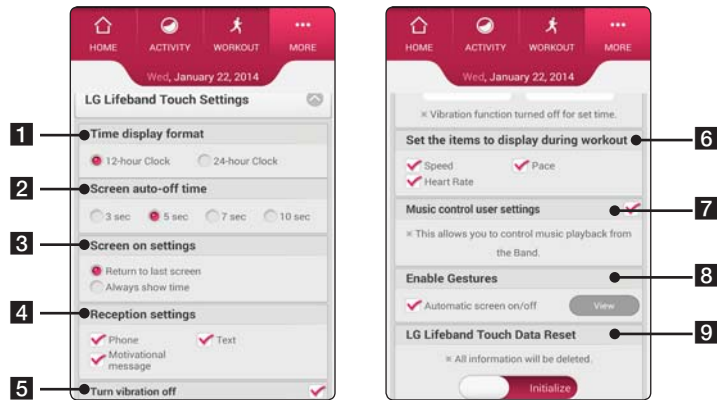 HOME ACTIVITY WORKOUT MORE
Wed, January 22, 2014
LG Lifeband Touch Settings
1 Time display format
12-hour Clock 24-hour Clock
2 Screen auto-off time
3 sec 5 sec 7 sec 10 sec
3 Screen on settings
Return to last screen
Always show time
4 Reception settings
Phone Text
Motivational
message
5 Turn vibration off
HOME ACTIVITY WORKOUT MORE
Wed, January 22, 2014
※ Vibration function turned off for set time.
Set the items to display during workout 6
Speed Pace
Heart Rate
Music control user settings 7
※ This allows you to control music playback from
the Band.
Enable Gestures 8
Automatic screen on/off View
LG Lifeband Touch Data Reset 9
※ All information will be deleted.
Initialize